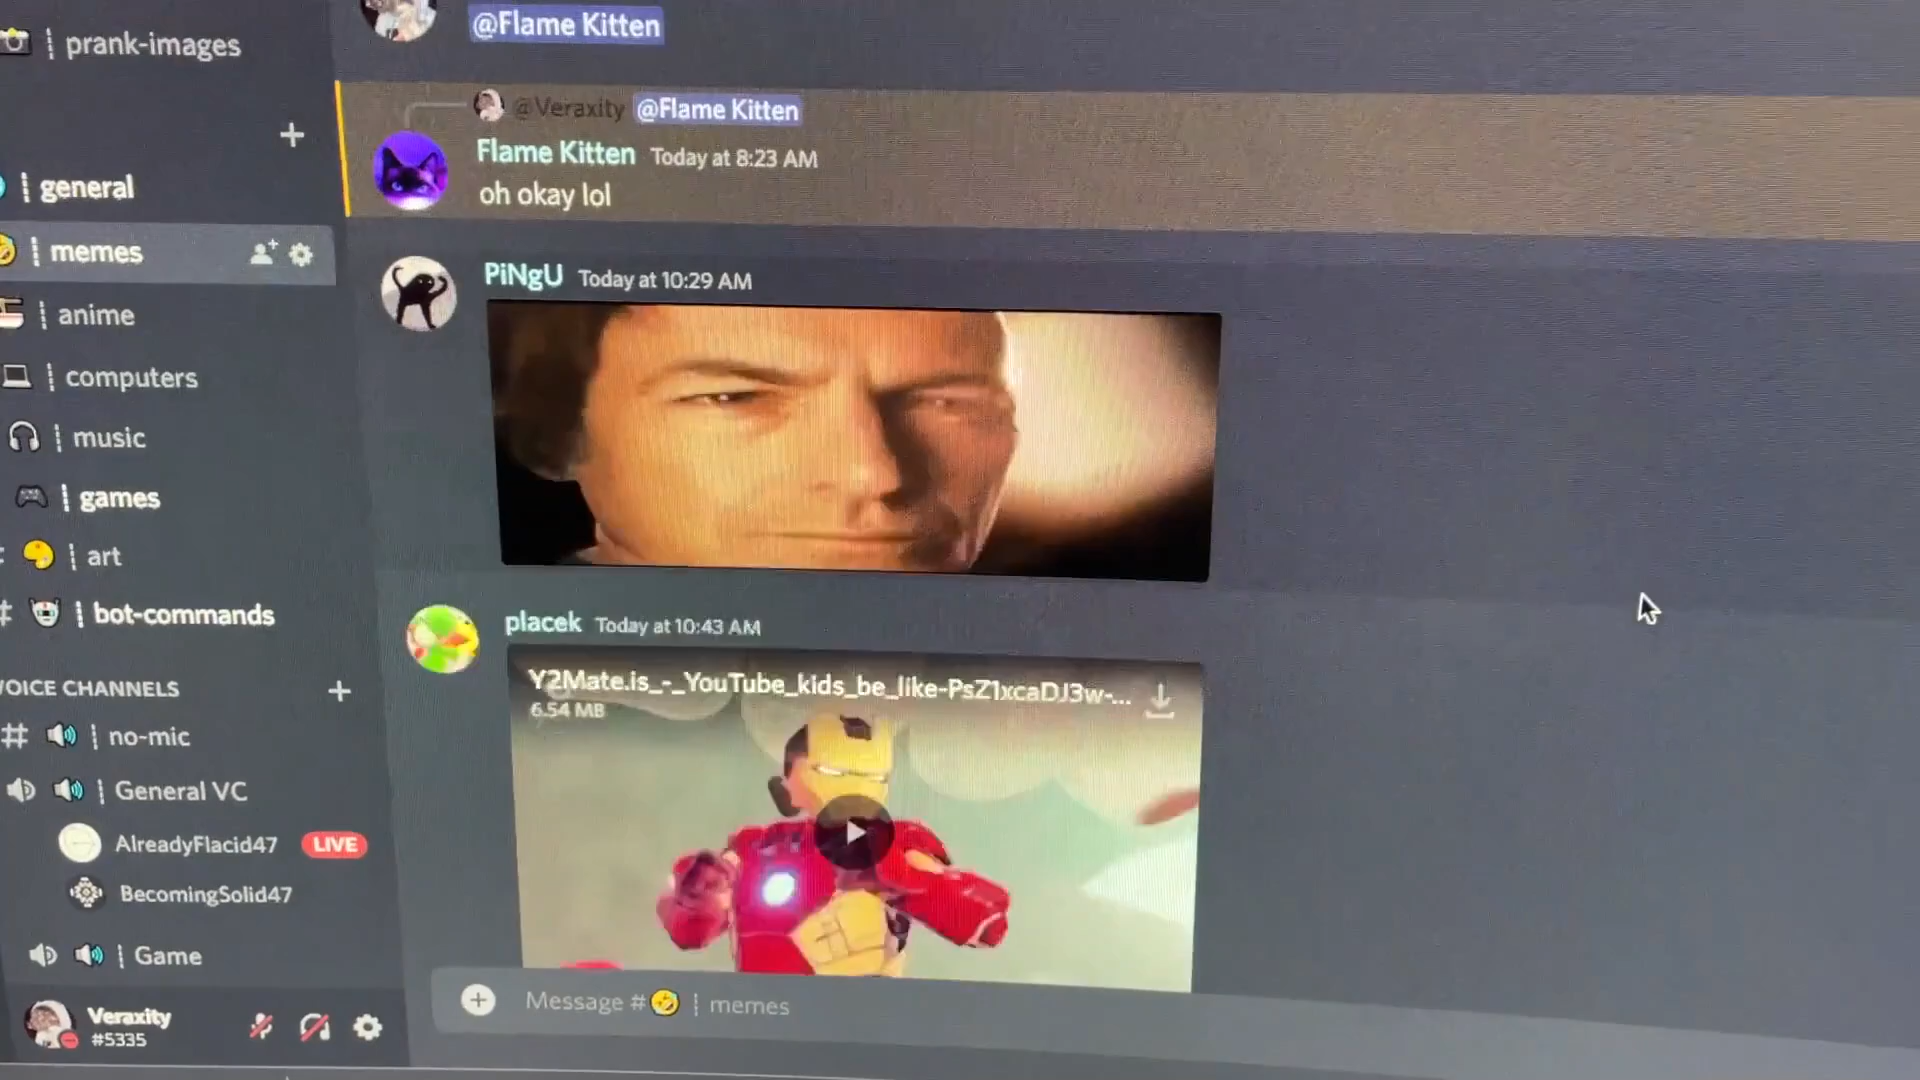 prank-images
general
memes
anime
computers
music
games
art
# bot-commands
VOICE CHANNELS
# no-mic
General VC
AlreadyFlacid47 LIVE
BecomingSolid47
Game
Veraxity
#5335
@Flame Kitten
@Veraxity @Flame Kitten
Flame Kitten Today at 8:23 AM
oh okay lol
PiNgU Today at 10:29 AM
placek Today at 10:43 AM
Y2Mate.is_-_YouTube_kids_be_like-PsZ1xcaDJ3w-...
6.54 MB
Message # | memes